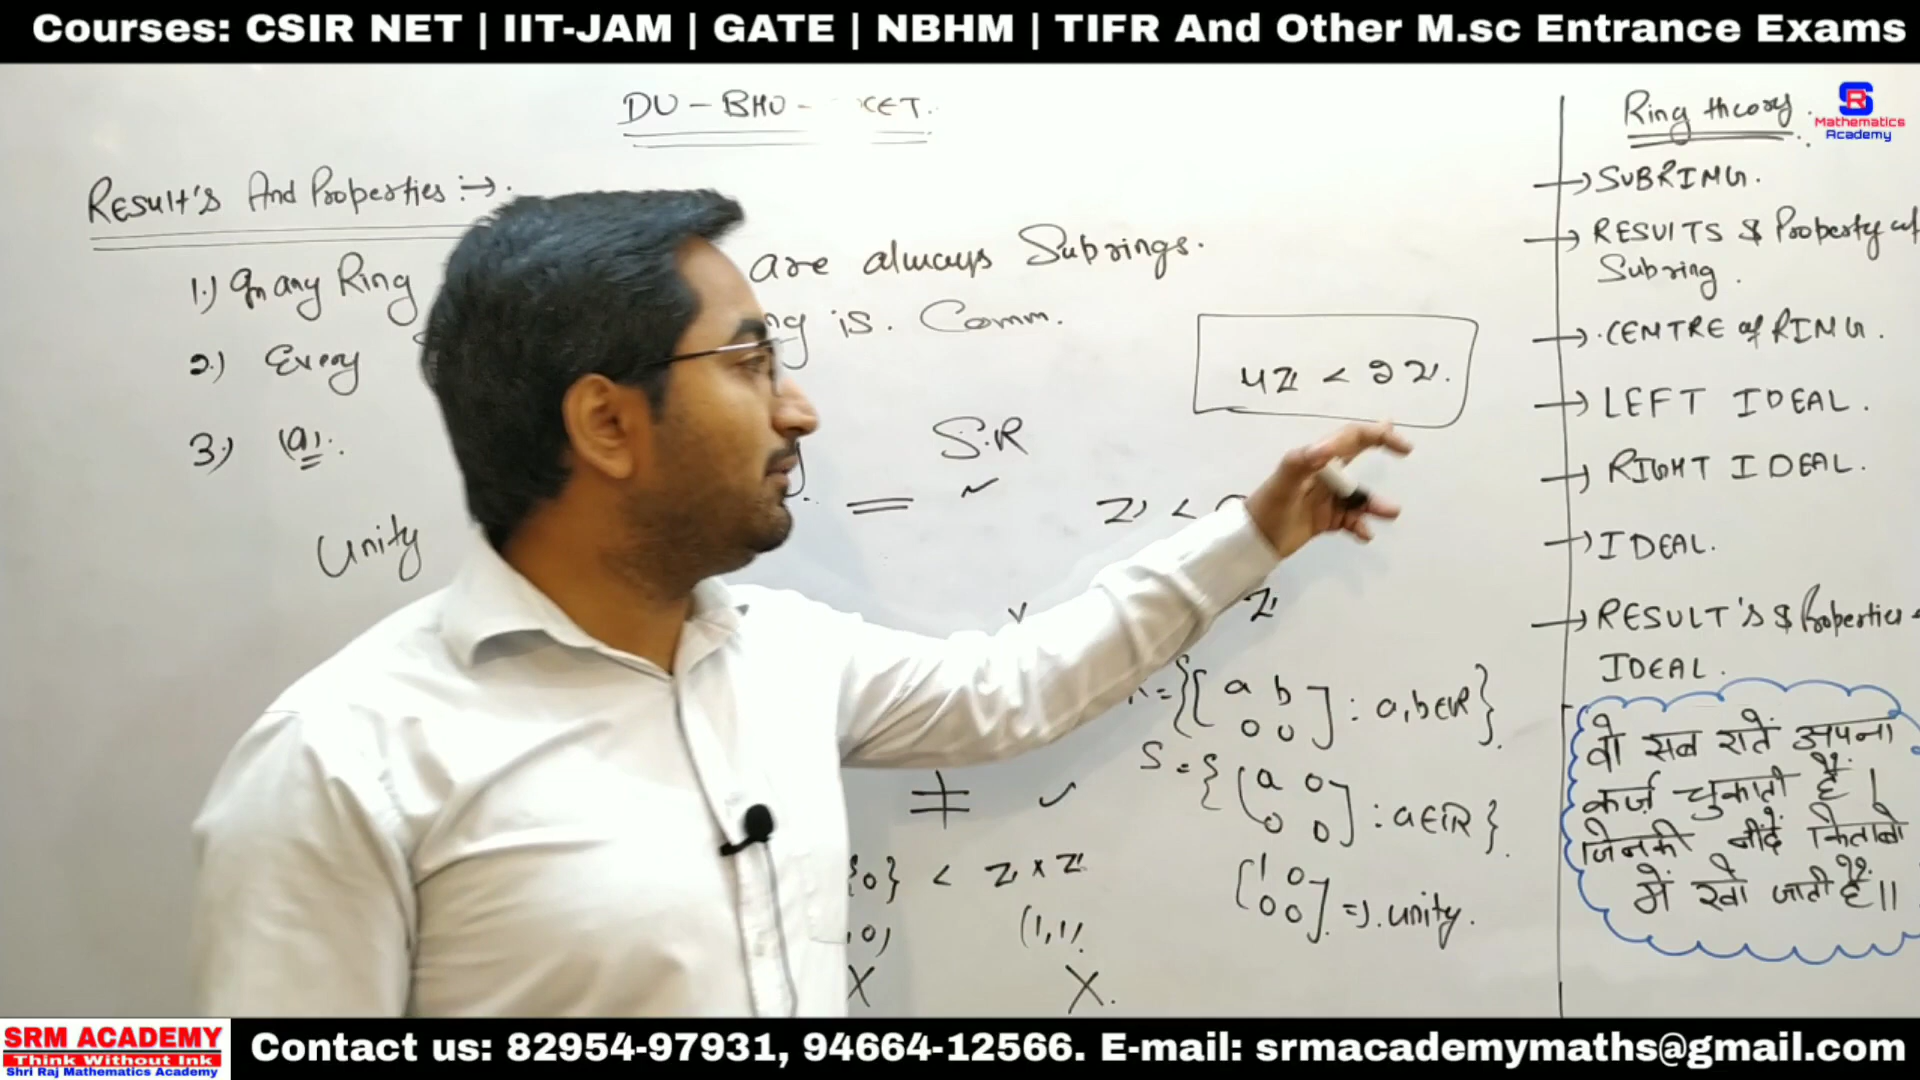 Courses: CSIR NET | IIT-JAM | GATE | NBHM | TIFR And Other M.sc Entrance Exams
DU - BHU - CET.
RESult's And Properties :→.
1.) In any Ring are always Subrings.
2.) Every is. Comm.
3.) (a).
S.R
Unity
4ℤ < 2ℤ.
ℤ <
ℤ
={[a b
0 0] : a,b∈ℝ}.
S={[a 0
0 0] : a∈ℝ}.
[1 0
0 0] ⇒ unity.
{0} < ℤ × ℤ
,0) (1,1).
X X.
Ring theory.
→ SUBRING.
→ RESULTS & Property of
Subring.
→ CENTRE of RING.
→ LEFT IDEAL.
→ RIGHT IDEAL.
→ IDEAL.
→ RESULT'S & Properties
IDEAL.
वो सब रातें अपना
कर्ज़ चुकाती हैं।
जिनकी नींदें किताबो
में खो जाती हैं॥
SR
Mathematics
Academy
SRM ACADEMY
Think Without Ink
Shri Raj Mathematics Academy
Contact us: 82954-97931, 94664-12566. E-mail: srmacademymaths@gmail.com